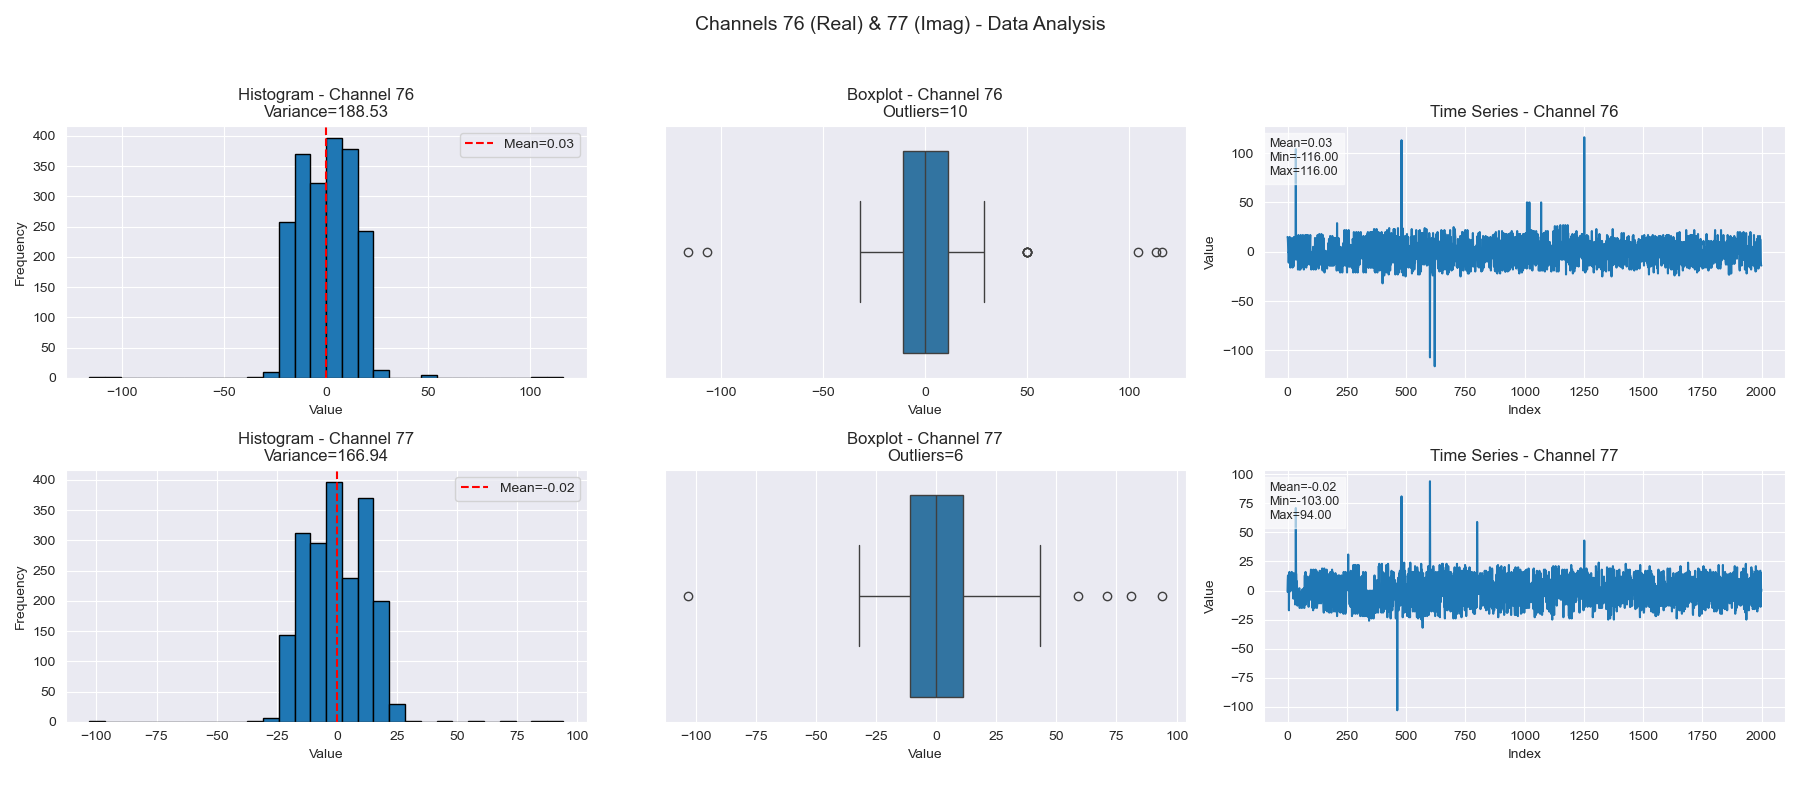 Channels 76 (Real) & 77 (Imag) - Data Analysis
Histogram - Channel 76
Variance=188.53
Mean=0.03
Frequency
400
350
300
250
200
150
100
50
0
−100 −50 0 50 100
Value
Boxplot - Channel 76
Outliers=10
−100 −50 0 50 100
Value
Time Series - Channel 76
Mean=0.03
Min=-116.00
Max=116.00
Value
100
50
0
−50
−100
0 250 500 750 1000 1250 1500 1750 2000
Index
Histogram - Channel 77
Variance=166.94
Mean=-0.02
Frequency
400
350
300
250
200
150
100
50
0
−100 −75 −50 −25 0 25 50 75 100
Value
Boxplot - Channel 77
Outliers=6
−100 −75 −50 −25 0 25 50 75 100
Value
Time Series - Channel 77
Mean=-0.02
Min=-103.00
Max=94.00
Value
100
75
50
25
0
−25
−50
−75
−100
0 250 500 750 1000 1250 1500 1750 2000
Index